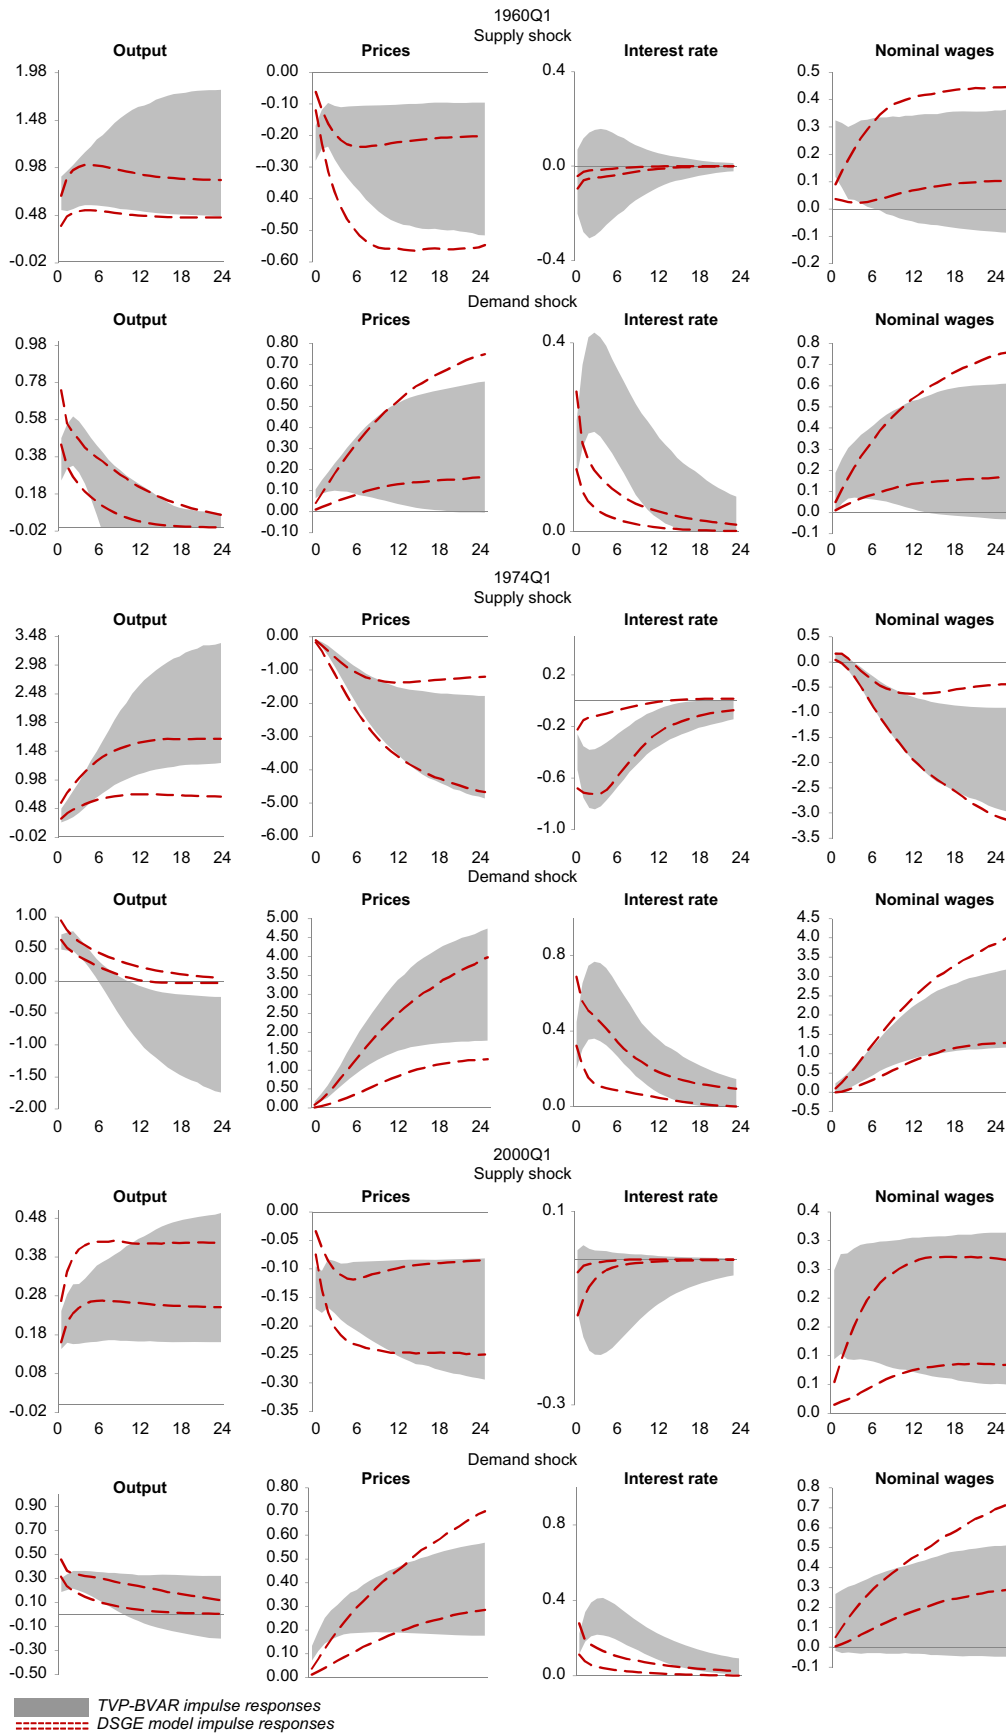 1960Q1
Supply shock
Output Prices Interest rate Nominal wages
1.98 1.48 0.98 0.48 -0.02
0 6 12 18 24
0.00 -0.10 -0.20 -0.30 -0.40 -0.50 -0.60
0 6 12 18 24
0.4 0.0 -0.4
0 6 12 18 24
0.5 0.4 0.3 0.2 0.1 0.0 -0.1 -0.2
0 6 12 18 24
Demand shock
Output Prices Interest rate Nominal wages
0.98 0.78 0.58 0.38 0.18 -0.02
0 6 12 18 24
0.80 0.70 0.60 0.50 0.40 0.30 0.20 0.10 0.00 -0.10
0 6 12 18 24
0.4 0.0
0 6 12 18 24
0.8 0.7 0.6 0.5 0.4 0.3 0.2 0.1 0.0 -0.1
0 6 12 18 24
1974Q1
Supply shock
Output Prices Interest rate Nominal wages
3.48 2.98 2.48 1.98 1.48 0.98 0.48 -0.02
0 6 12 18 24
0.00 -1.00 -2.00 -3.00 -4.00 -5.00 -6.00
0 6 12 18 24
0.2 -0.2 -0.6 -1.0
0 6 12 18 24
0.5 0.0 -0.5 -1.0 -1.5 -2.0 -2.5 -3.0 -3.5
0 6 12 18 24
Demand shock
Output Prices Interest rate Nominal wages
1.00 0.50 0.00 -0.50 -1.00 -1.50 -2.00
0 6 12 18 24
5.00 4.50 4.00 3.50 3.00 2.50 2.00 1.50 1.00 0.50 0.00
0 6 12 18 24
0.8 0.4 0.0
0 6 12 18 24
4.5 4.0 3.5 3.0 2.5 2.0 1.5 1.0 0.5 0.0 -0.5
0 6 12 18 24
2000Q1
Supply shock
Output Prices Interest rate Nominal wages
0.48 0.38 0.28 0.18 0.08 -0.02
0 6 12 18 24
0.00 -0.05 -0.10 -0.15 -0.20 -0.25 -0.30 -0.35
0 6 12 18 24
0.1 -0.3
0 6 12 18 24
0.4 0.3 0.3 0.2 0.2 0.1 0.1 0.0
0 6 12 18 24
Demand shock
Output Prices Interest rate Nominal wages
0.90 0.70 0.50 0.30 0.10 -0.10 -0.30 -0.50
0 6 12 18 24
0.80 0.70 0.60 0.50 0.40 0.30 0.20 0.10 0.00
0 6 12 18 24
0.8 0.4 0.0
0 6 12 18 24
0.8 0.7 0.6 0.5 0.4 0.3 0.2 0.1 0.0 -0.1
0 6 12 18 24
TVP-BVAR impulse responses
DSGE model impulse responses